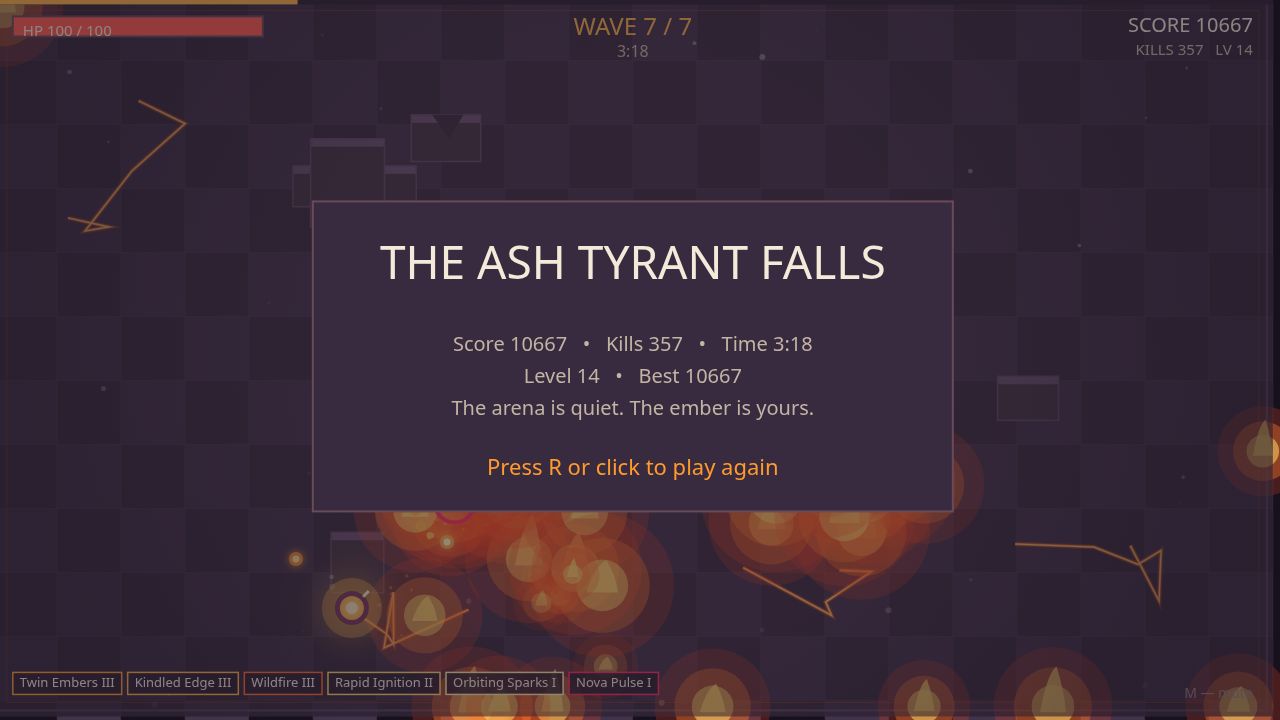 HP 100 / 100
WAVE 7 / 7
3:18
SCORE 10667
KILLS 357 LV 14
THE ASH TYRANT FALLS
Score 10667 • Kills 357 • Time 3:18
Level 14 • Best 10667
The arena is quiet. The ember is yours.
Press R or click to play again
Twin Embers III
Kindled Edge III
Wildfire III
Rapid Ignition II
Orbiting Sparks I
Nova Pulse I
M — mute